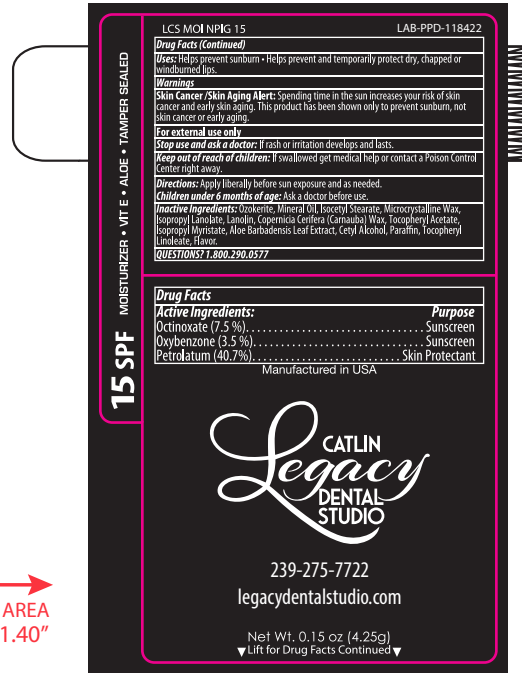 LCS MOI NPIG 15
LAB-PPD-118422
Drug Facts (Continued)
Uses: Helps prevent sunburn • Helps prevent and temporarily protect dry, chapped or
windburned lips.
Warnings
Skin Cancer /Skin Aging Alert: Spending time in the sun increases your risk of skin
cancer and early skin aging. This product has been shown only to prevent sunburn, not
skin cancer or early aging.
For external use only
Stop use and ask a doctor: If rash or irritation develops and lasts.
Keep out of reach of children: If swallowed get medical help or contact a Poison Control
Center right away.
Directions: Apply liberally before sun exposure and as needed.
Children under 6 months of age: Ask a doctor before use.
Inactive Ingredients: Ozokerite, Mineral Oil, Isocetyl Stearate, Microcrystalline Wax,
Isopropyl Lanolate, Lanolin, Copernicia Cerifera (Carnauba) Wax, Tocopheryl Acetate,
Isopropyl Myristate, Aloe Barbadensis Leaf Extract, Cetyl Alcohol, Paraffin, Tocopheryl
Linoleate, Flavor.
QUESTIONS? 1.800.290.0577
15 SPF MOISTURIZER • VIT E • ALOE • TAMPER SEALED
Drug Facts
Active Ingredients: Purpose
Octinoxate (7.5 %)................................Sunscreen
Oxybenzone (3.5 %)................................Sunscreen
Petrolatum (40.7%)...........................Skin Protectant
Manufactured in USA
CATLIN
Legacy
DENTAL
STUDIO
239-275-7722
legacydentalstudio.com
Net Wt. 0.15 oz (4.25g)
▼Lift for Drug Facts Continued▼
AREA
1.40"